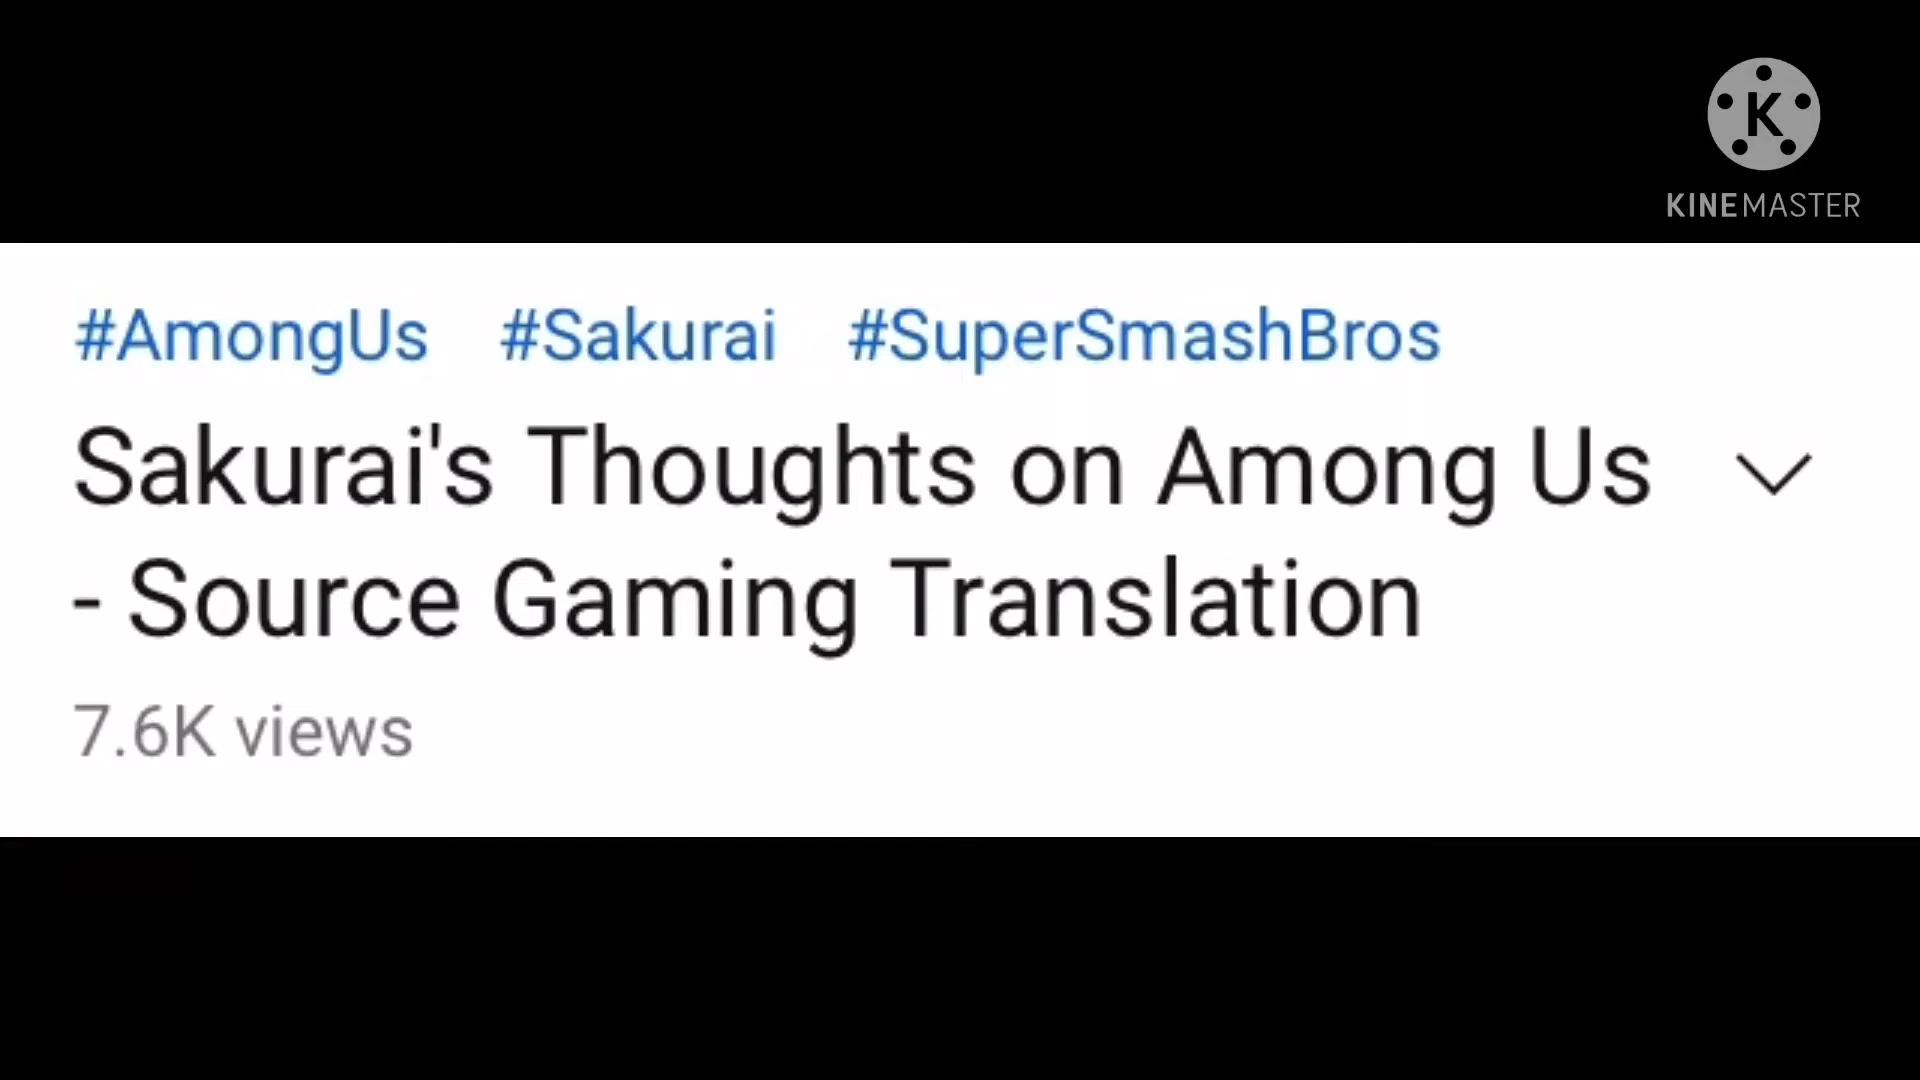 K
KINEMASTER
#AmongUs #Sakurai #SuperSmashBros
Sakurai's Thoughts on Among Us
- Source Gaming Translation
7.6K views